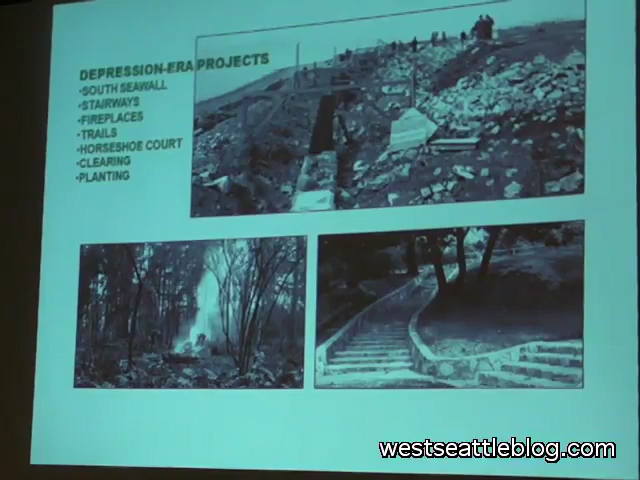 DEPRESSION-ERA PROJECTS
•SOUTH SEAWALL
•STAIRWAYS
•FIREPLACES
•TRAILS
•HORSESHOE COURT
•CLEARING
•PLANTING
westseattleblog.com